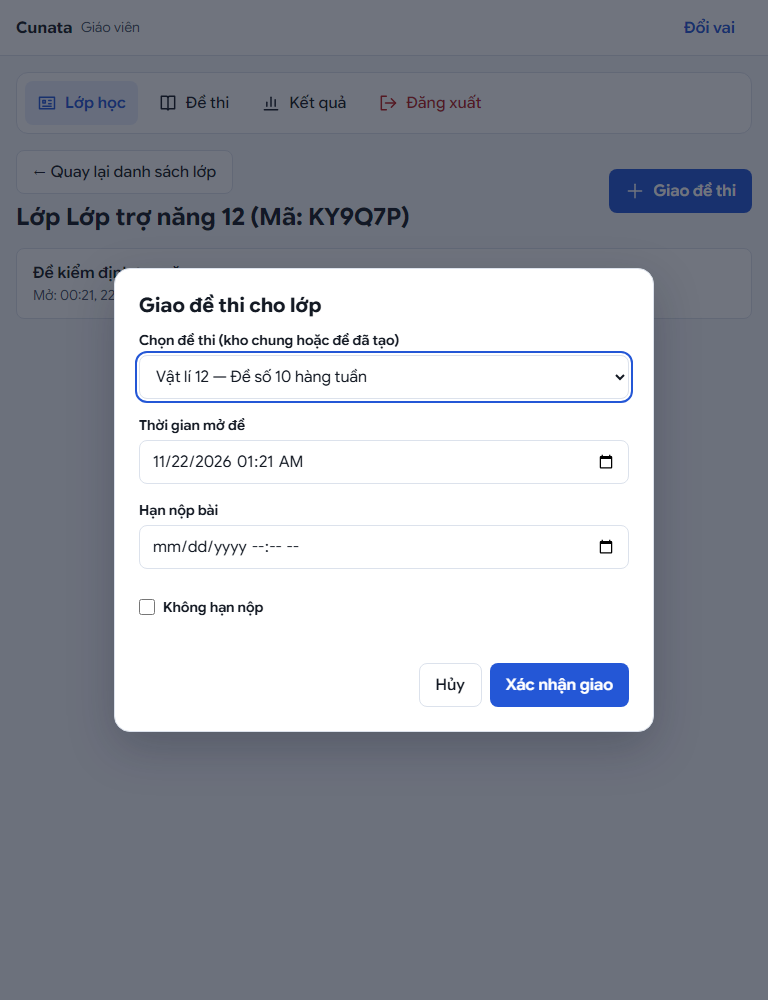 Cunata Giáo viên
Đổi vai
Lớp học
Đề thi
Kết quả
Đăng xuất
← Quay lại danh sách lớp
Giao đề thi
Lớp Lớp trợ năng 12 (Mã: KY9Q7P)
Đề kiểm
Mở: 00:21, 22
Giao đề thi cho lớp
Chọn đề thi (kho chung hoặc đề đã tạo)
Vật lí 12 — Đề số 10 hàng tuần
Thời gian mở đề
11/22/2026 01:21 AM
Hạn nộp bài
mm/dd/yyyy --:-- --
Không hạn nộp
Hủy
Xác nhận giao